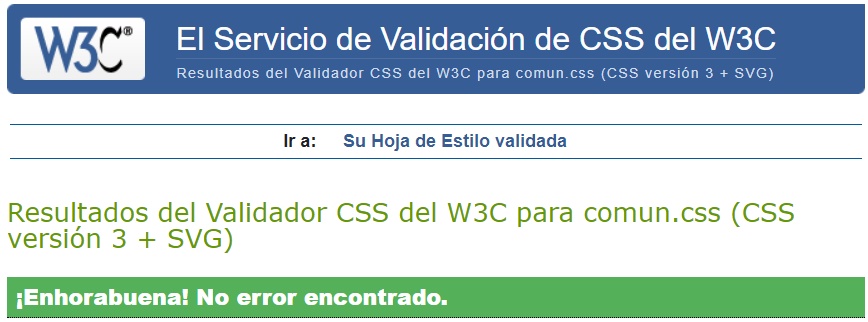 W3C®
El Servicio de Validación de CSS del W3C
Resultados del Validador CSS del W3C para comun.css (CSS versión 3 + SVG)
Ir a: Su Hoja de Estilo validada
Resultados del Validador CSS del W3C para comun.css (CSS
versión 3 + SVG)
¡Enhorabuena! No error encontrado.